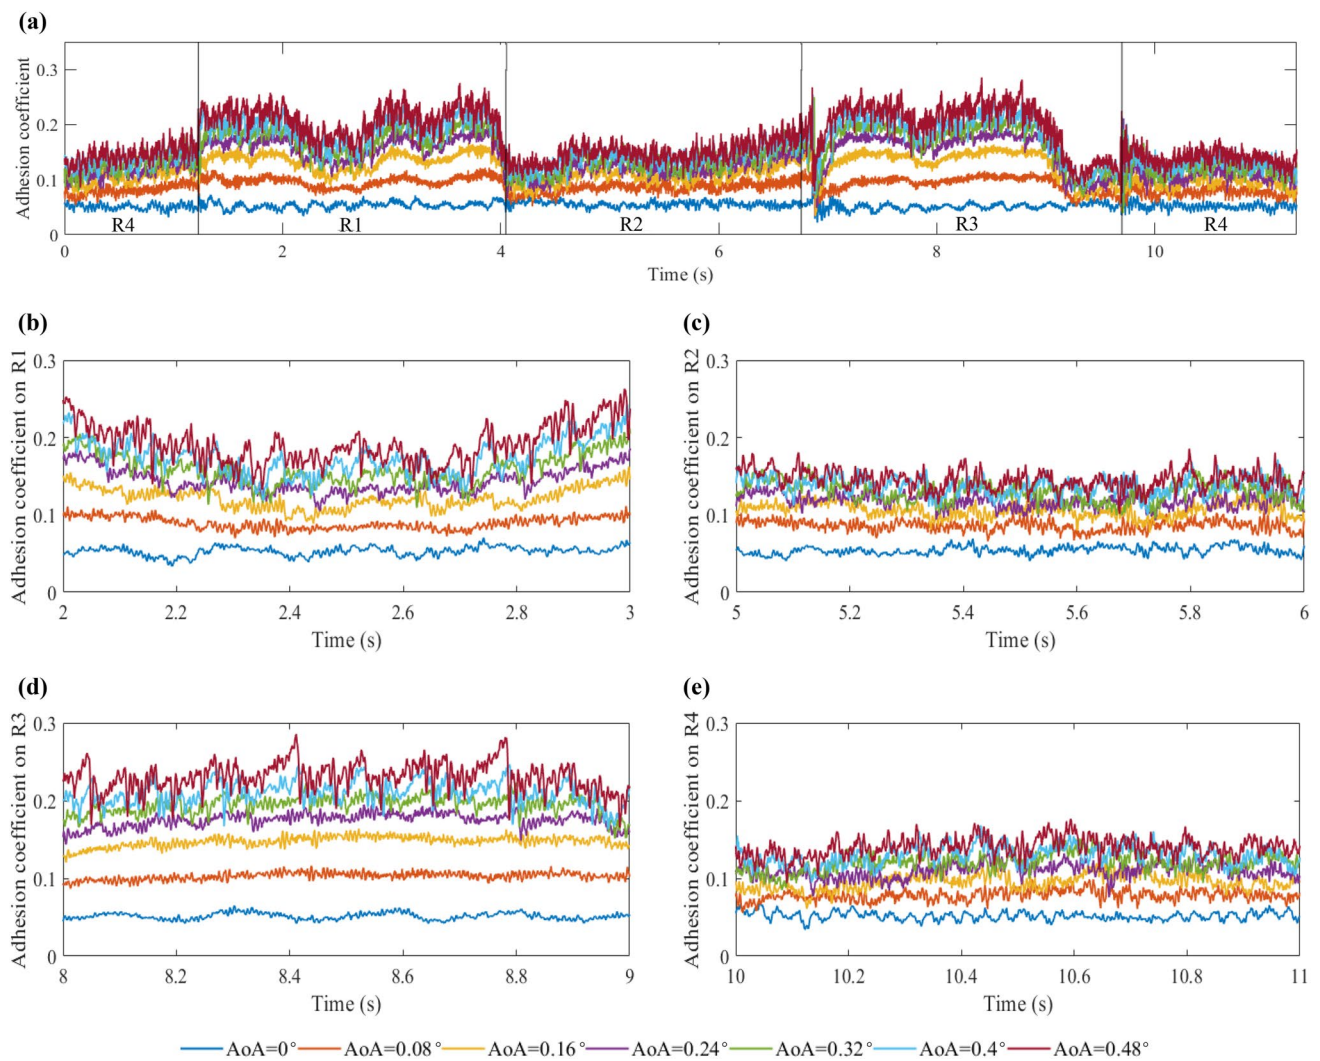 (a)
Adhesion coefficient
0.3
0.2
0.1
0
R4 R1 R2 R3 R4
0 2 4 6 8 10
Time (s)
(b)
Adhesion coefficient on R1
0.3
0.2
0.1
0
2 2.2 2.4 2.6 2.8 3
Time (s)
(c)
Adhesion coefficient on R2
0.3
0.2
0.1
0
5 5.2 5.4 5.6 5.8 6
Time (s)
(d)
Adhesion coefficient on R3
0.3
0.2
0.1
0
8 8.2 8.4 8.6 8.8 9
Time (s)
(e)
Adhesion coefficient on R4
0.3
0.2
0.1
0
10 10.2 10.4 10.6 10.8 11
Time (s)
AoA=0° AoA=0.08° AoA=0.16° AoA=0.24° AoA=0.32° AoA=0.4° AoA=0.48°